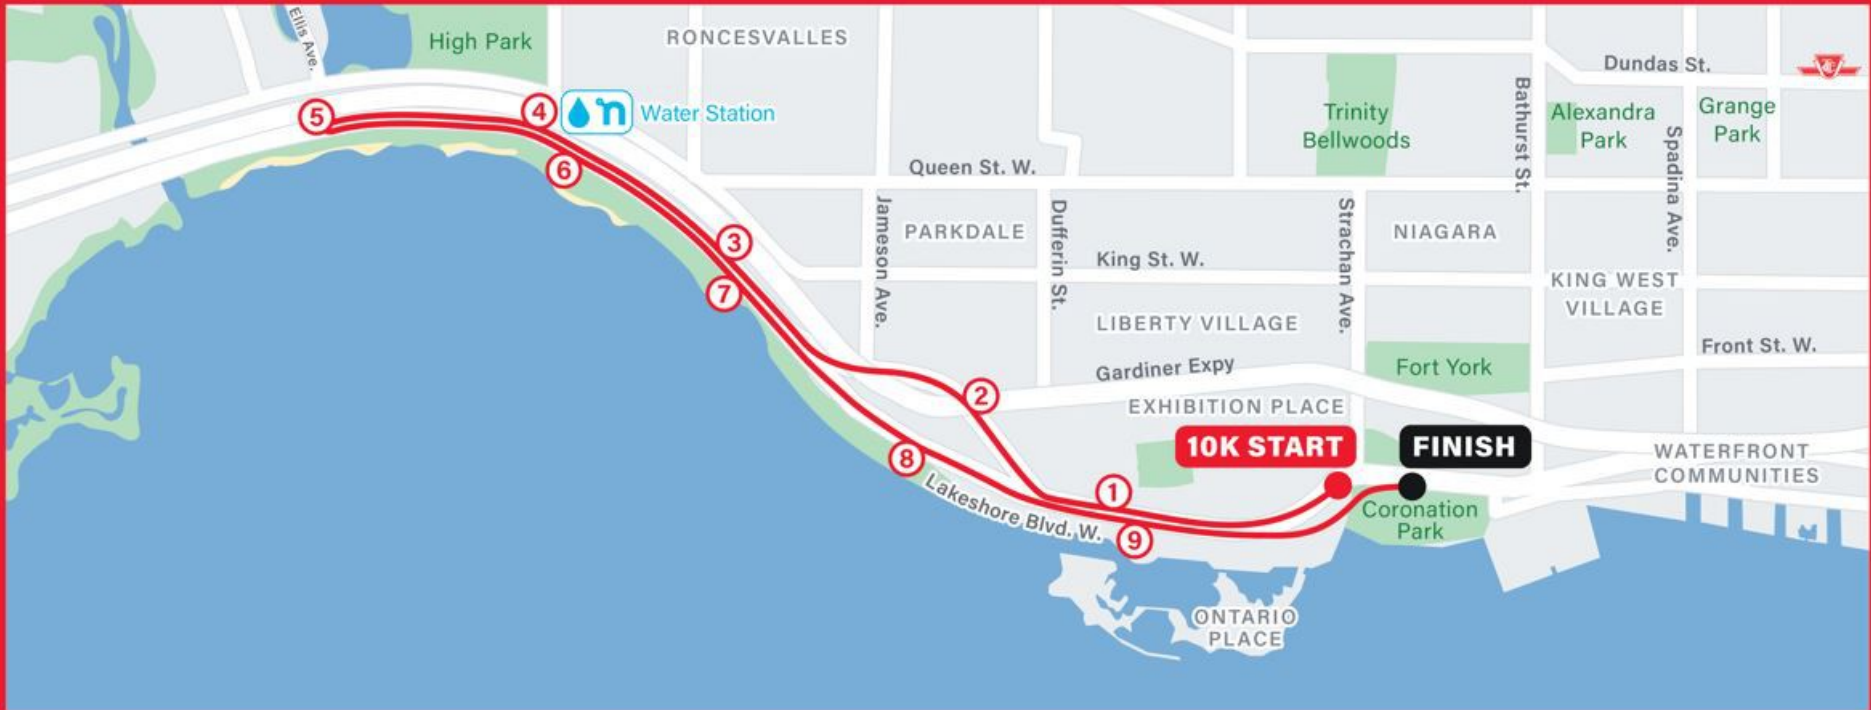 Ellis Ave.
High Park
RONCESVALLES
Dundas St.
5
4
Water Station
Trinity
Bellwoods
Bathurst St.
Alexandra
Park
Grange
Park
Spadina Ave.
6
Queen St. W.
3
Jameson Ave.
PARKDALE
Dufferin St.
King St. W.
Strachan Ave.
NIAGARA
KING WEST
VILLAGE
7
LIBERTY VILLAGE
Front St. W.
Gardiner Expy
Fort York
2
EXHIBITION PLACE
10K START
FINISH
WATERFRONT
COMMUNITIES
8
Lakeshore Blvd. W.
1
9
Coronation
Park
ONTARIO
PLACE